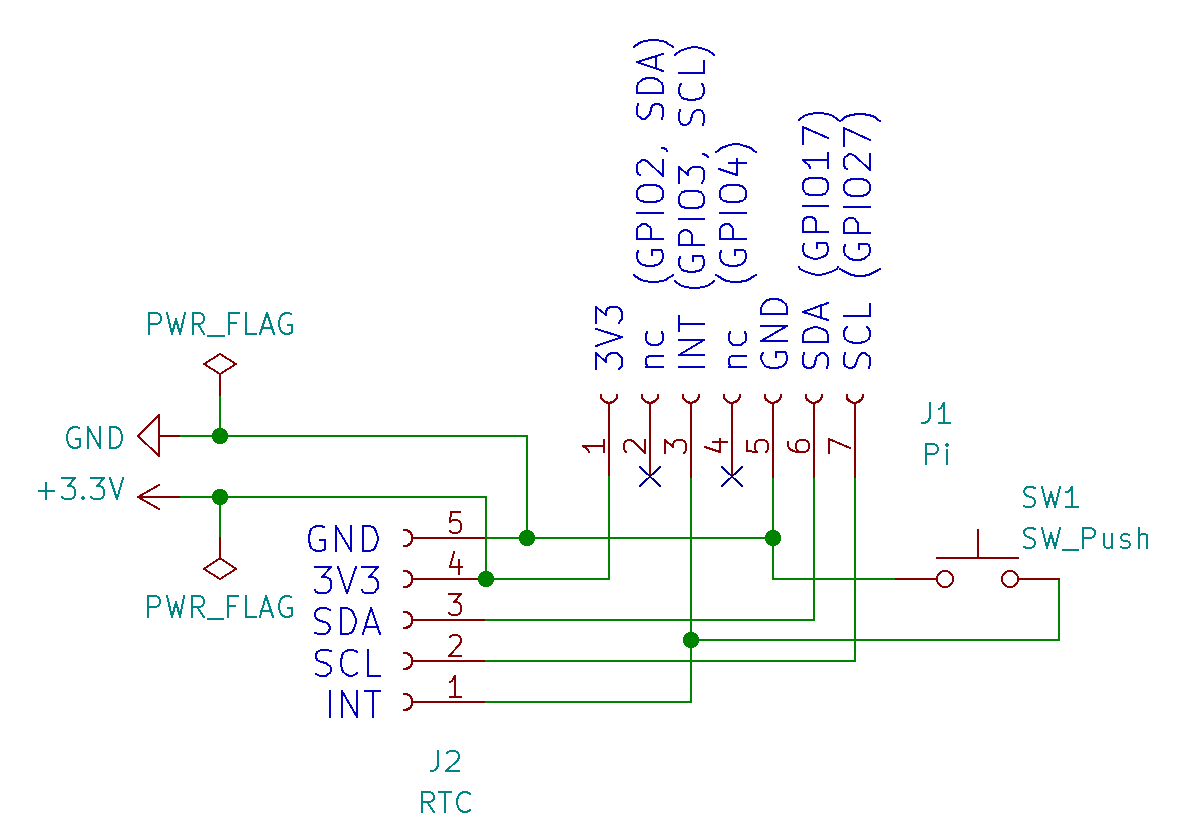 3V3
nc (GPIO2, SDA)
INT (GPIO3, SCL)
nc (GPIO4)
GND
SDA (GPIO17)
SCL (GPIO27)
1
2
3
4
5
6
7
J1
Pi
PWR_FLAG
GND
+3.3V
PWR_FLAG
SW1
SW_Push
GND 5
3V3 4
SDA 3
SCL 2
INT 1
J2
RTC